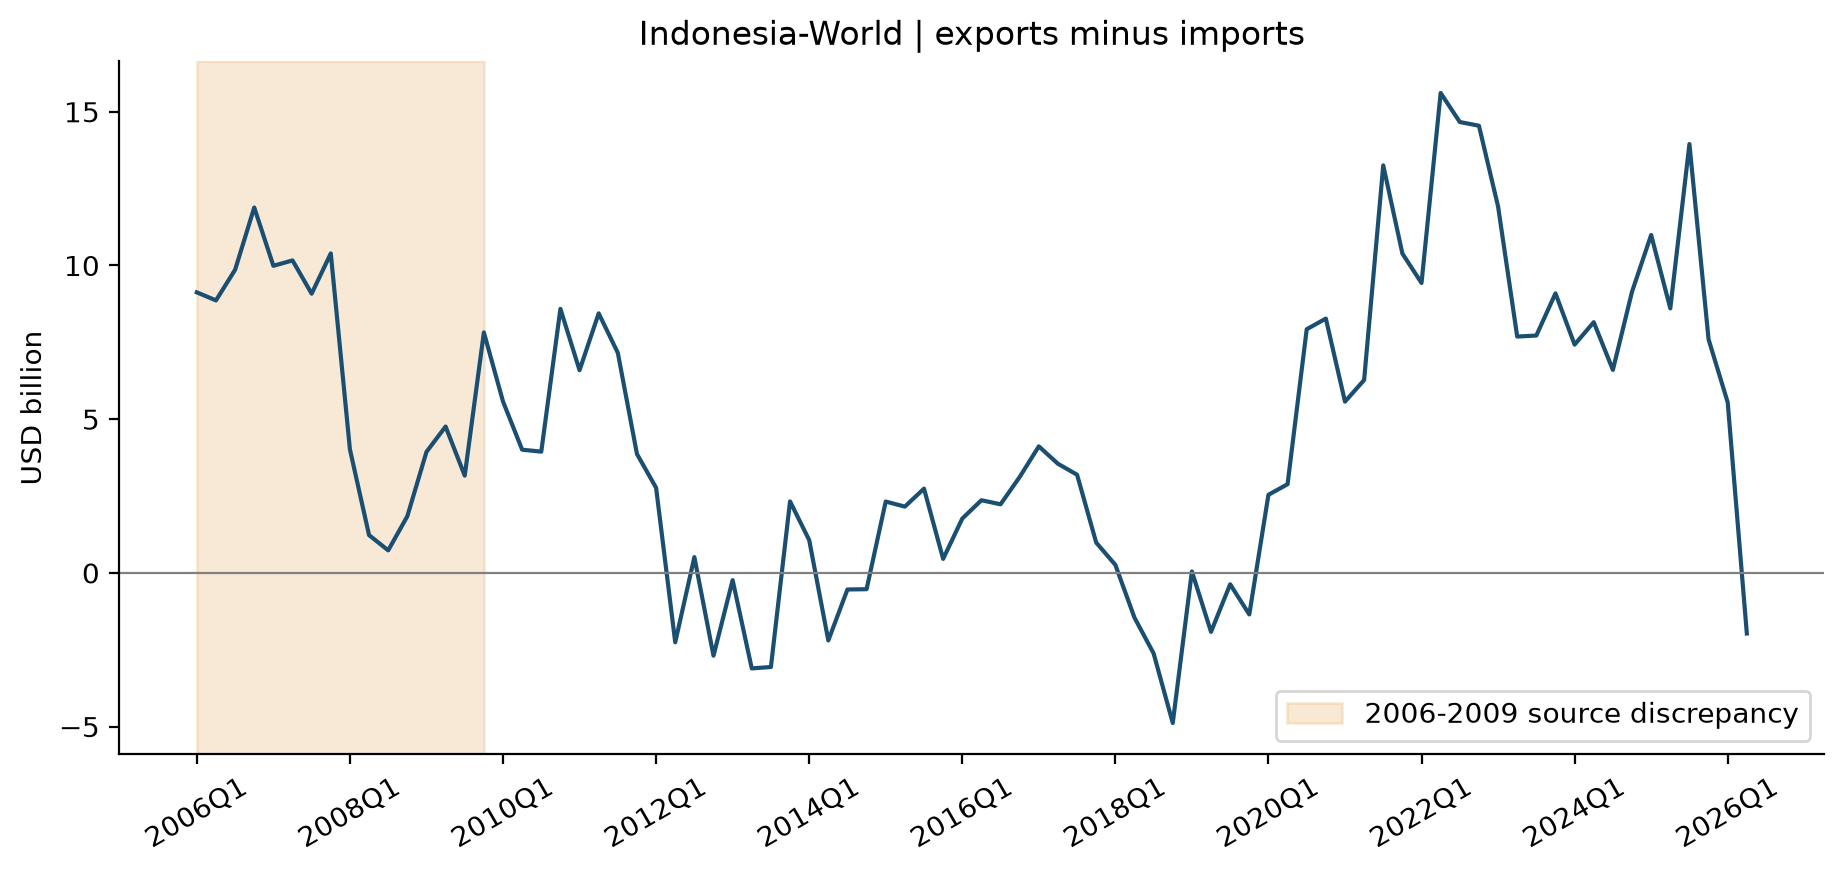 Indonesia-World | exports minus imports
USD billion
15
10
5
0
−5
2006Q1
2008Q1
2010Q1
2012Q1
2014Q1
2016Q1
2018Q1
2020Q1
2022Q1
2024Q1
2026Q1
2006-2009 source discrepancy